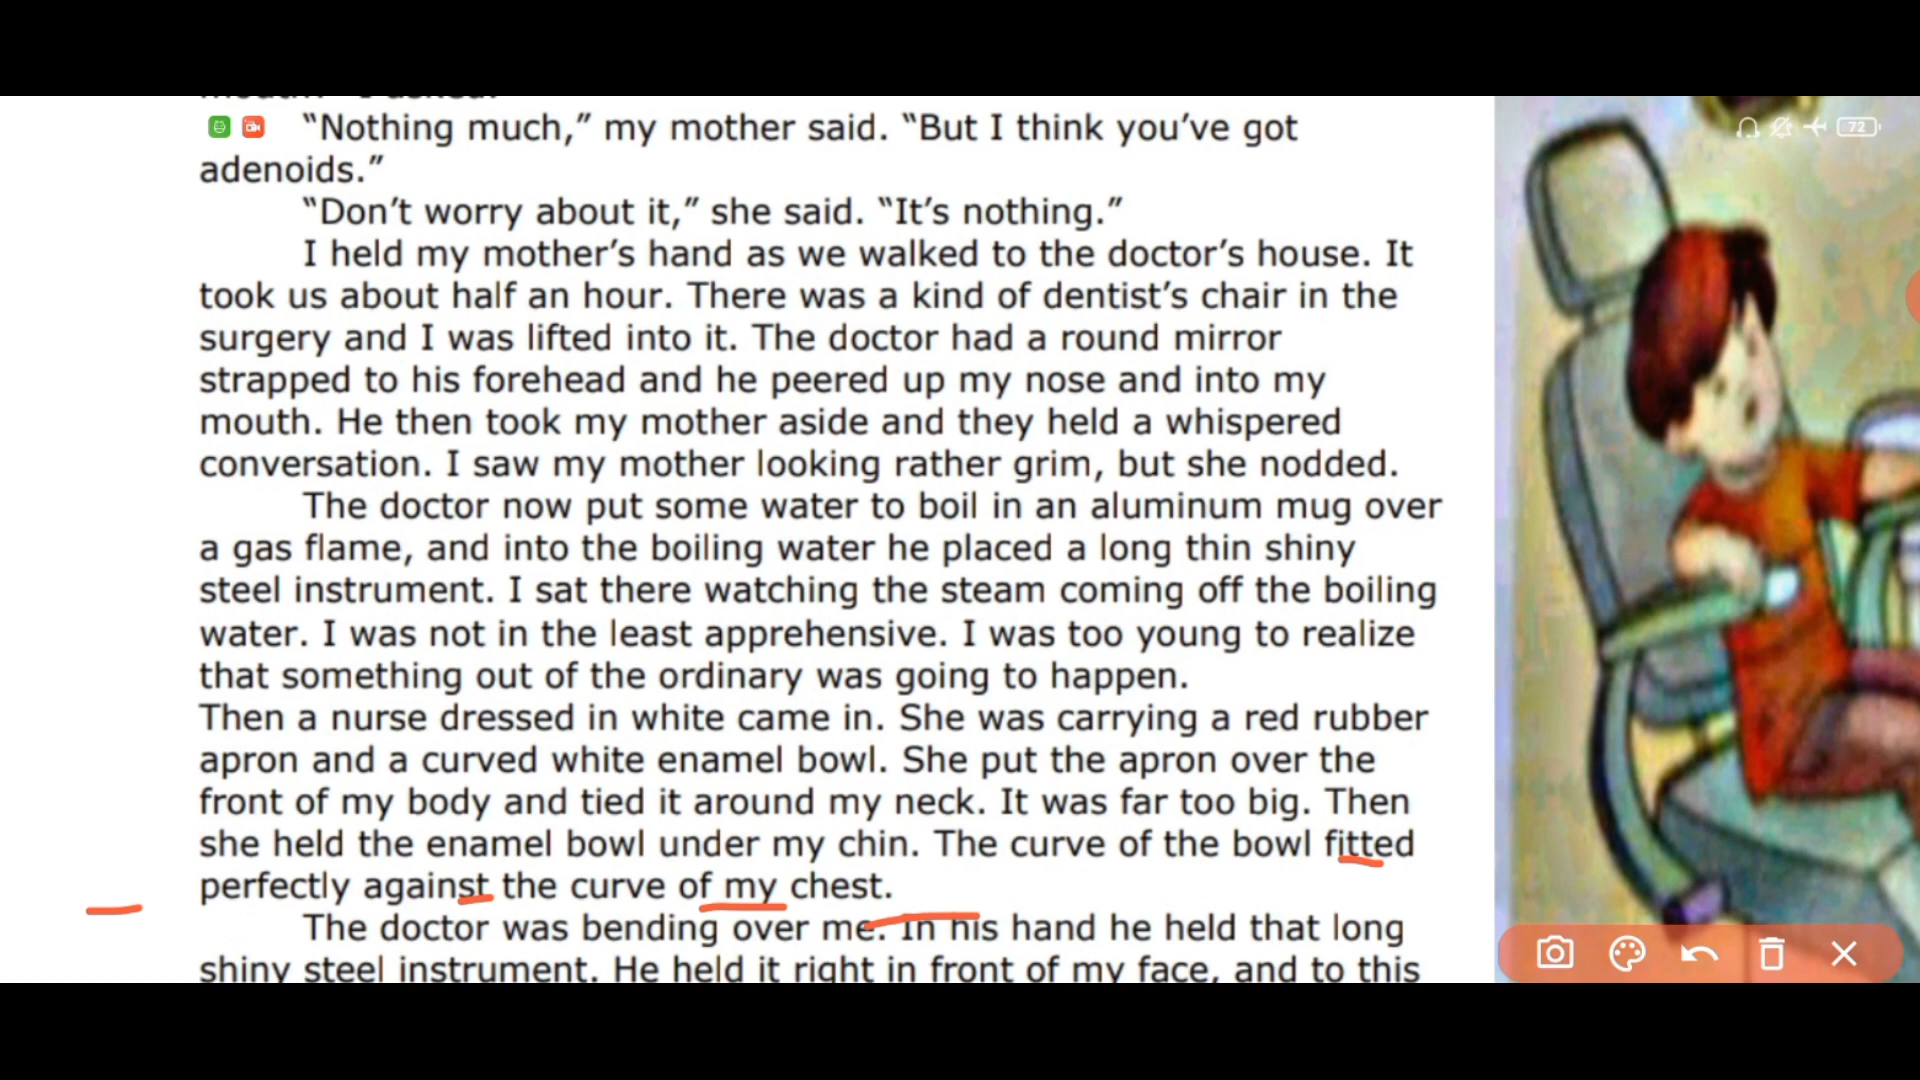 “Nothing much,” my mother said. “But I think you’ve got
adenoids.”
“Don’t worry about it,” she said. “It’s nothing.”
I held my mother’s hand as we walked to the doctor’s house. It
took us about half an hour. There was a kind of dentist’s chair in the
surgery and I was lifted into it. The doctor had a round mirror
strapped to his forehead and he peered up my nose and into my
mouth. He then took my mother aside and they held a whispered
conversation. I saw my mother looking rather grim, but she nodded.
The doctor now put some water to boil in an aluminum mug over
a gas flame, and into the boiling water he placed a long thin shiny
steel instrument. I sat there watching the steam coming off the boiling
water. I was not in the least apprehensive. I was too young to realize
that something out of the ordinary was going to happen.
Then a nurse dressed in white came in. She was carrying a red rubber
apron and a curved white enamel bowl. She put the apron over the
front of my body and tied it around my neck. It was far too big. Then
she held the enamel bowl under my chin. The curve of the bowl fitted
perfectly against the curve of my chest.
The doctor was bending over me. In his hand he held that long
shiny steel instrument. He held it right in front of my face, and to this
72